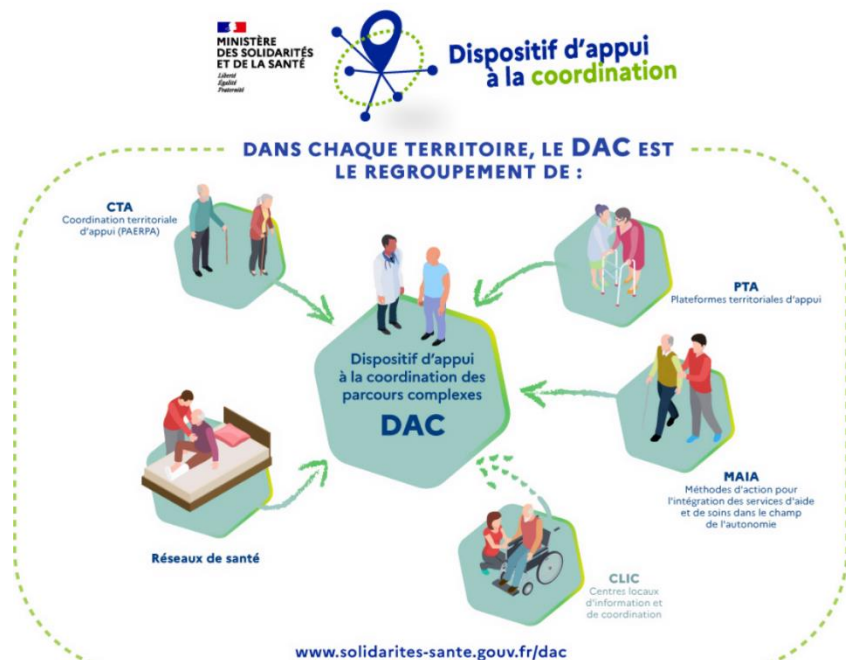 MINISTÈRE
DES SOLIDARITÉS
ET DE LA SANTÉ
Liberté
Égalité
Fraternité
Dispositif d'appui
à la coordination
DANS CHAQUE TERRITOIRE, LE DAC EST
LE REGROUPEMENT DE :
CTA
Coordination territoriale
d'appui (PAERPA)
PTA
Plateformes territoriales d'appui
Dispositif d'appui
à la coordination des
parcours complexes
DAC
MAIA
Méthodes d'action pour
l'intégration des services d'aide
et de soins dans le champ
de l'autonomie
Réseaux de santé
CLIC
Centres locaux
d'information et
de coordination
www.solidarites-sante.gouv.fr/dac